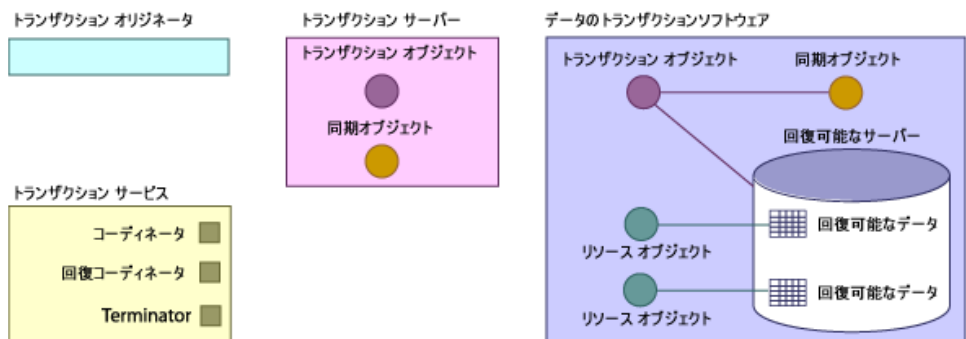 トランザクション オリジネータ
トランザクション サーバー
トランザクション オブジェクト
同期オブジェクト
トランザクション サービス
コーディネータ
回復コーディネータ
Terminator
データのトランザクションソフトウェア
トランザクション オブジェクト
同期オブジェクト
回復可能なサーバー
回復可能なデータ
リソース オブジェクト
回復可能なデータ
リソース オブジェクト